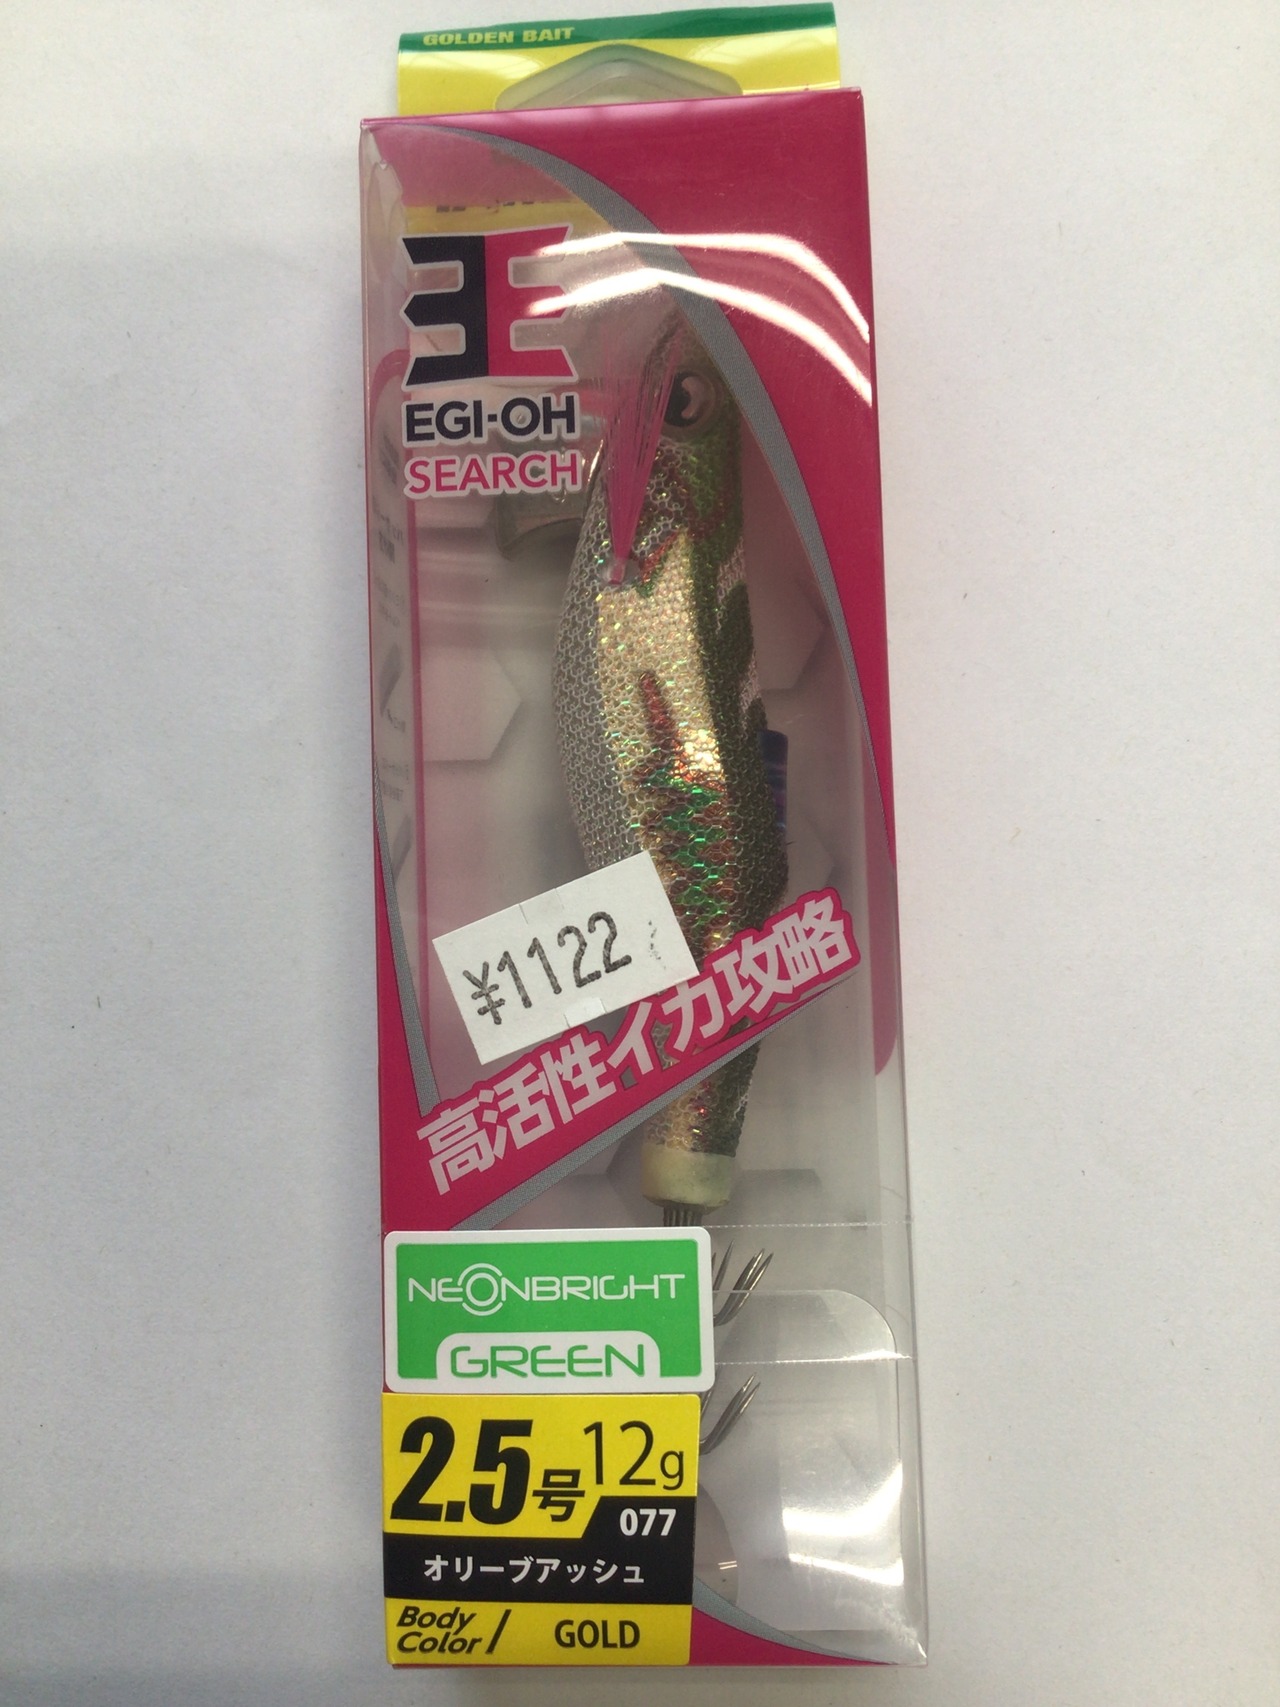 GOLDEN BAIT
王
EGI-OH
SEARCH
¥1122
高活性イカ攻略
NEONBRIGHT
GREEN
2.5号 12g
077
オリーブアッシュ
Body Color / GOLD